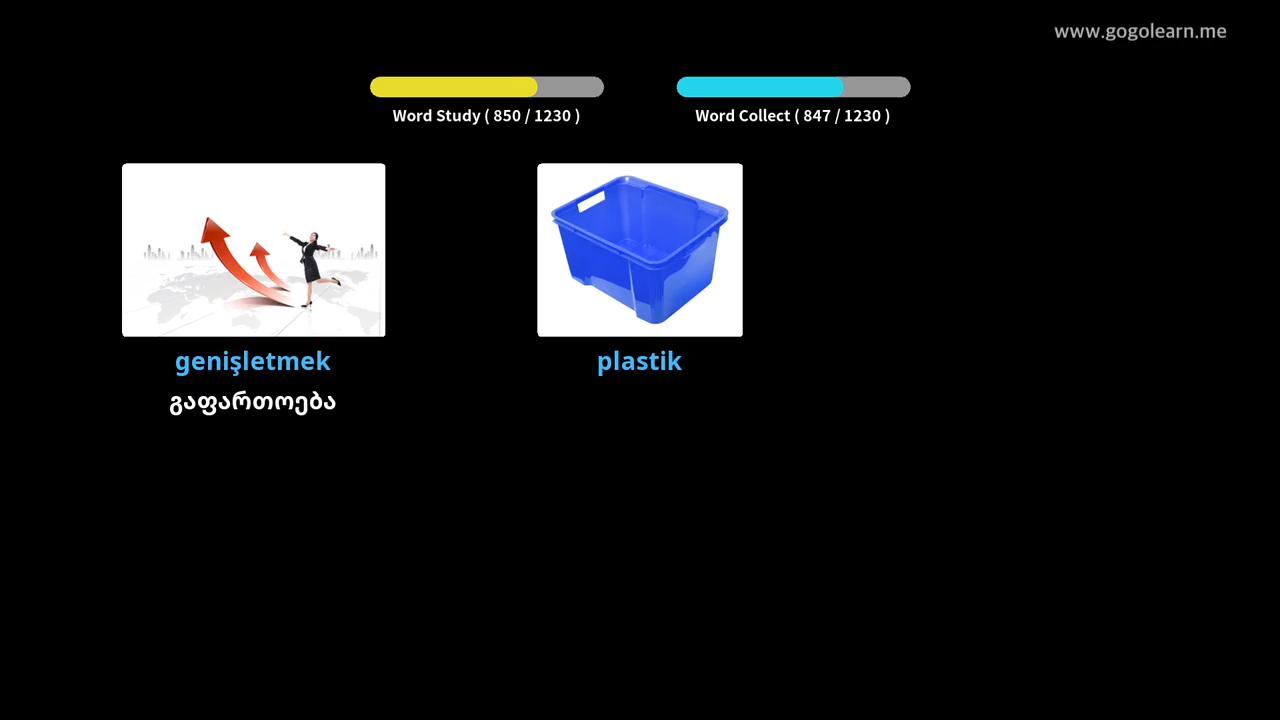 www.gogolearn.me
Word Study ( 850 / 1230 )
Word Collect ( 847 / 1230 )
genişletmek
plastik
გაფართოება